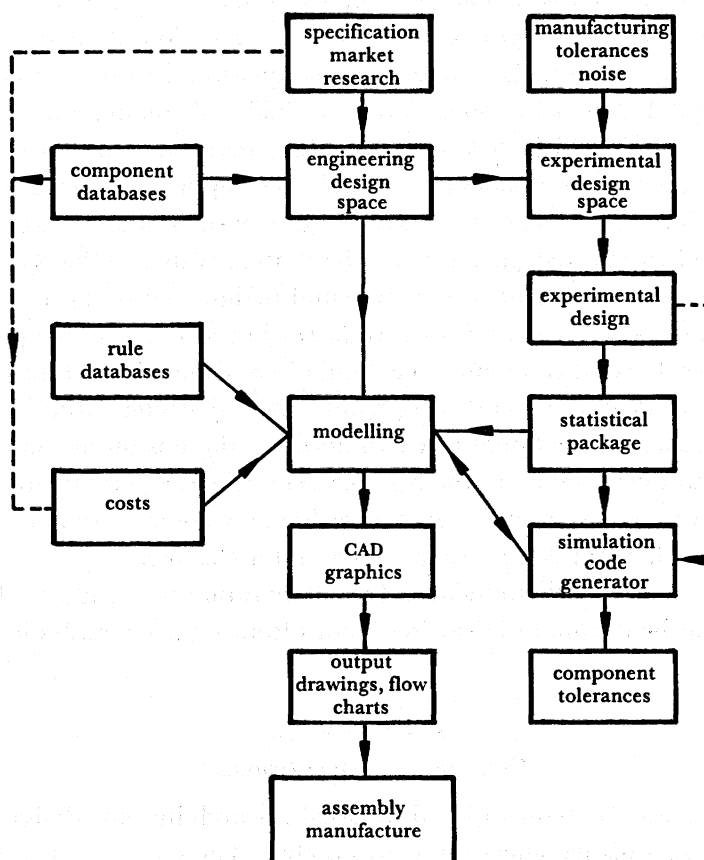 specification
market
research
manufacturing
tolerances
noise
component
databases
engineering
design
space
experimental
design
space
experimental
design
rule
databases
modelling
statistical
package
costs
CAD
graphics
simulation
code
generator
output
drawings, flow
charts
component
tolerances
assembly
manufacture